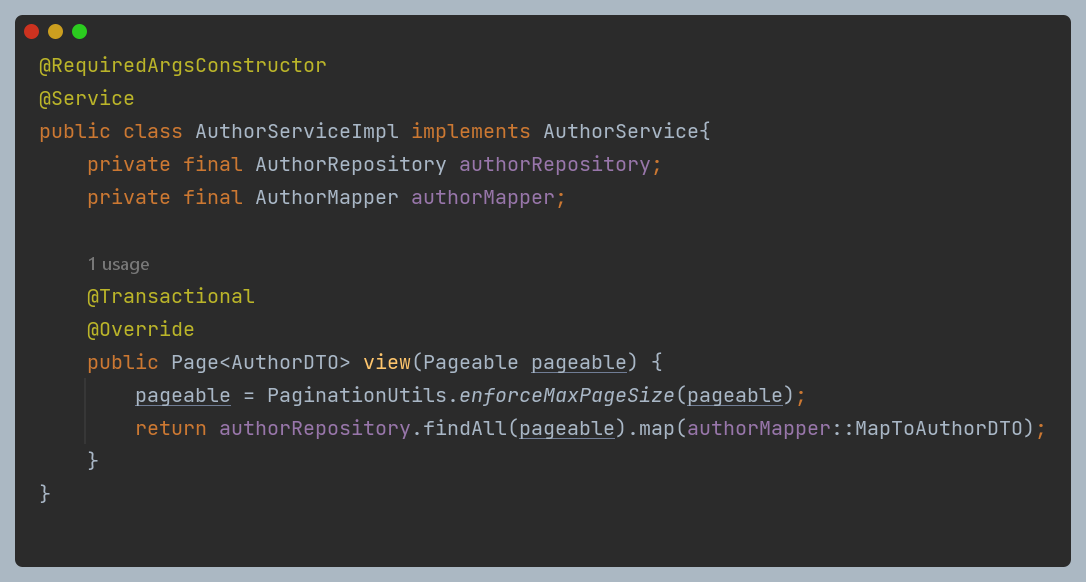 @RequiredArgsConstructor
@Service
public class AuthorServiceImpl implements AuthorService{
    private final AuthorRepository authorRepository;
    private final AuthorMapper authorMapper;
    1 usage
    @Transactional
    @Override
    public Page<AuthorDTO> view(Pageable pageable) {
        pageable = PaginationUtils.enforceMaxPageSize(pageable);
        return authorRepository.findAll(pageable).map(authorMapper::MapToAuthorDTO);
    }
}